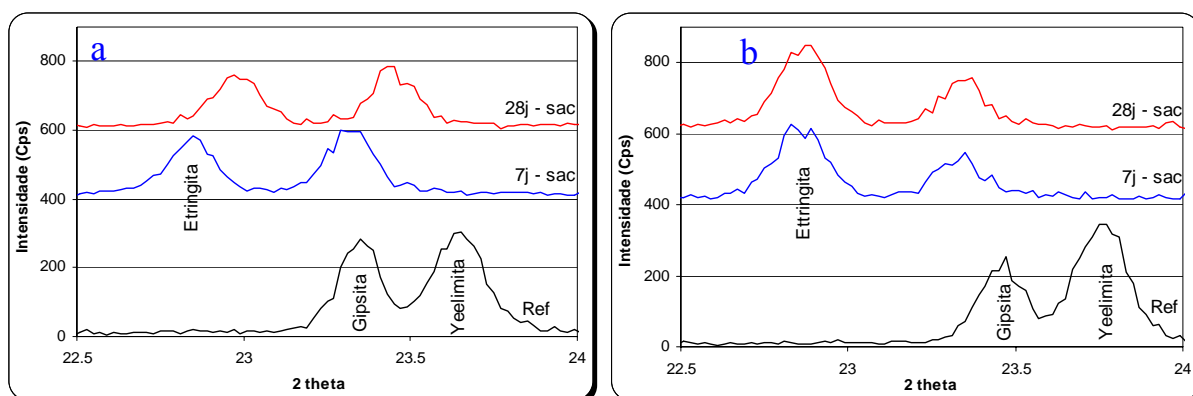 a
Intensidade (Cps)
800
600
400
200
0
28j - sac
7j - sac
Etringita
Gipsita
Yeelimita
Ref
22.5 23 23.5 24
2 theta
b
Intensidade (Cps)
800
600
400
200
0
28j - sac
7j - sac
Ettringita
Gipsita
Yeelimita
Ref
22.5 23 23.5 24
2 theta